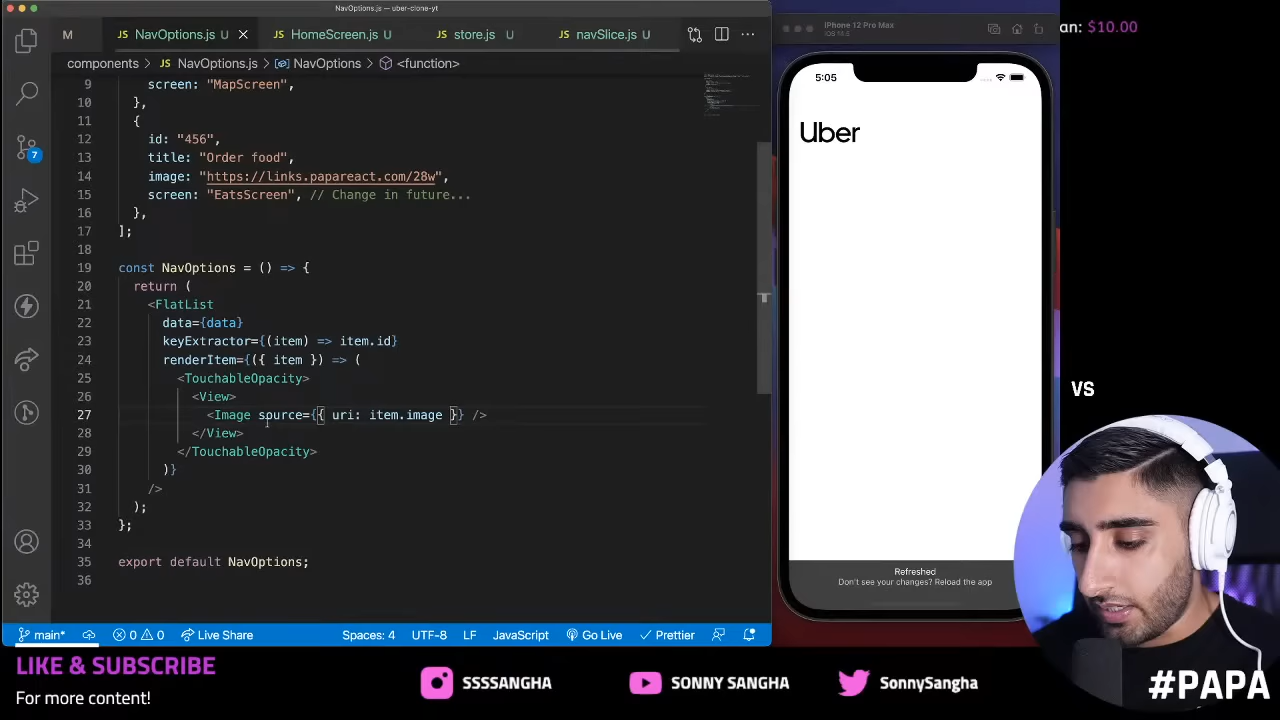 NavOptions.js — uber-clone-yt
M
JS NavOptions.js U
JS HomeScreen.js U
JS store.js U
JS navSlice.js U
components > JS NavOptions.js > NavOptions > <function>
9 screen: "MapScreen",
10 },
11 {
12 id: "456",
13 title: "Order food",
14 image: "https://links.papareact.com/28w",
15 screen: "EatsScreen", // Change in future...
16 },
17 ];
18
19 const NavOptions = () => {
20 return (
21 <FlatList
22 data={data}
23 keyExtractor={(item) => item.id}
24 renderItem={({ item }) => (
25 <TouchableOpacity>
26 <View>
27 <Image source={{ uri: item.image }} />
28 </View>
29 </TouchableOpacity>
30 )}
31 />
32 );
33 };
34
35 export default NavOptions;
36
7
main* 0 0 Live Share Spaces: 4 UTF-8 LF JavaScript Go Live Prettier
iPhone 12 Pro Max
5:05
Uber
Refreshed
Don't see your changes? Reload the app
an: $10.00
VS
LIKE & SUBSCRIBE
For more content!
SSSSANGHA
SONNY SANGHA
SonnySangha
#PAPA